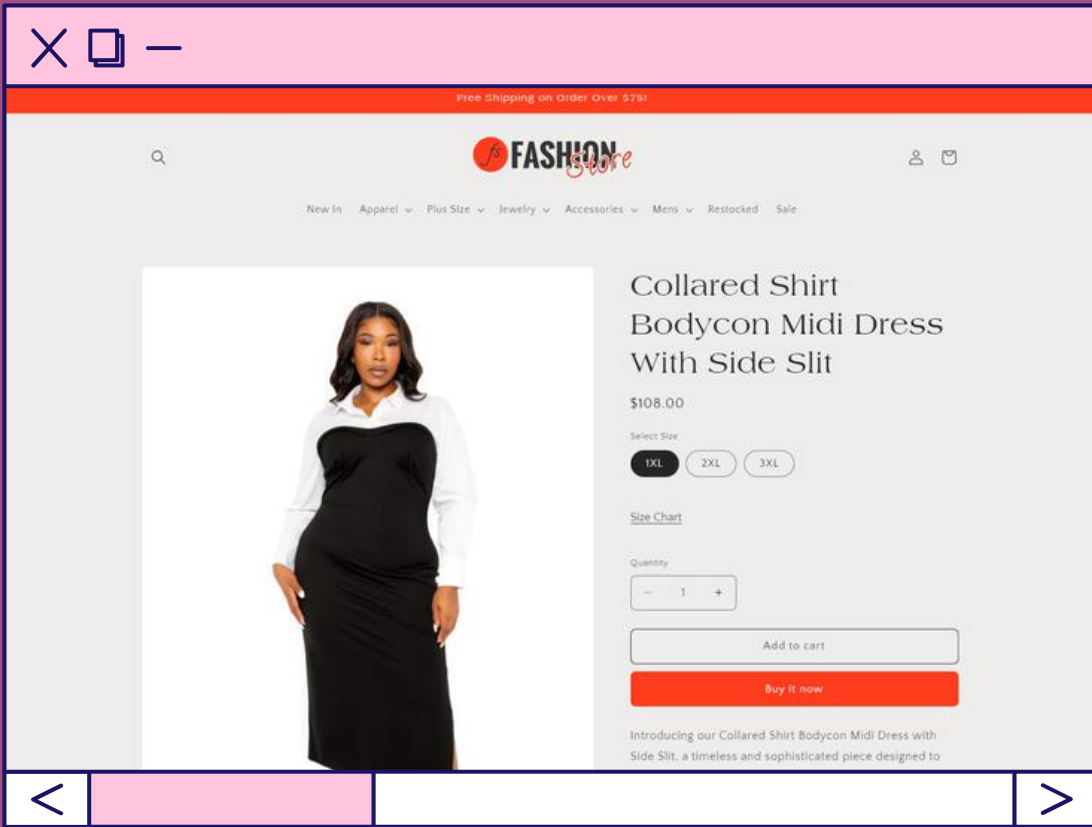 Free Shipping on Order Over $75!
fs FASHION Store
New In Apparel Plus Size Jewelry Accessories Mens Restocked Sale
Collared Shirt
Bodycon Midi Dress
With Side Slit
$108.00
Select Size
1XL 2XL 3XL
Size Chart
Quantity
− 1 +
Add to cart
Buy it now
Introducing our Collared Shirt Bodycon Midi Dress with
Side Slit, a timeless and sophisticated piece designed to